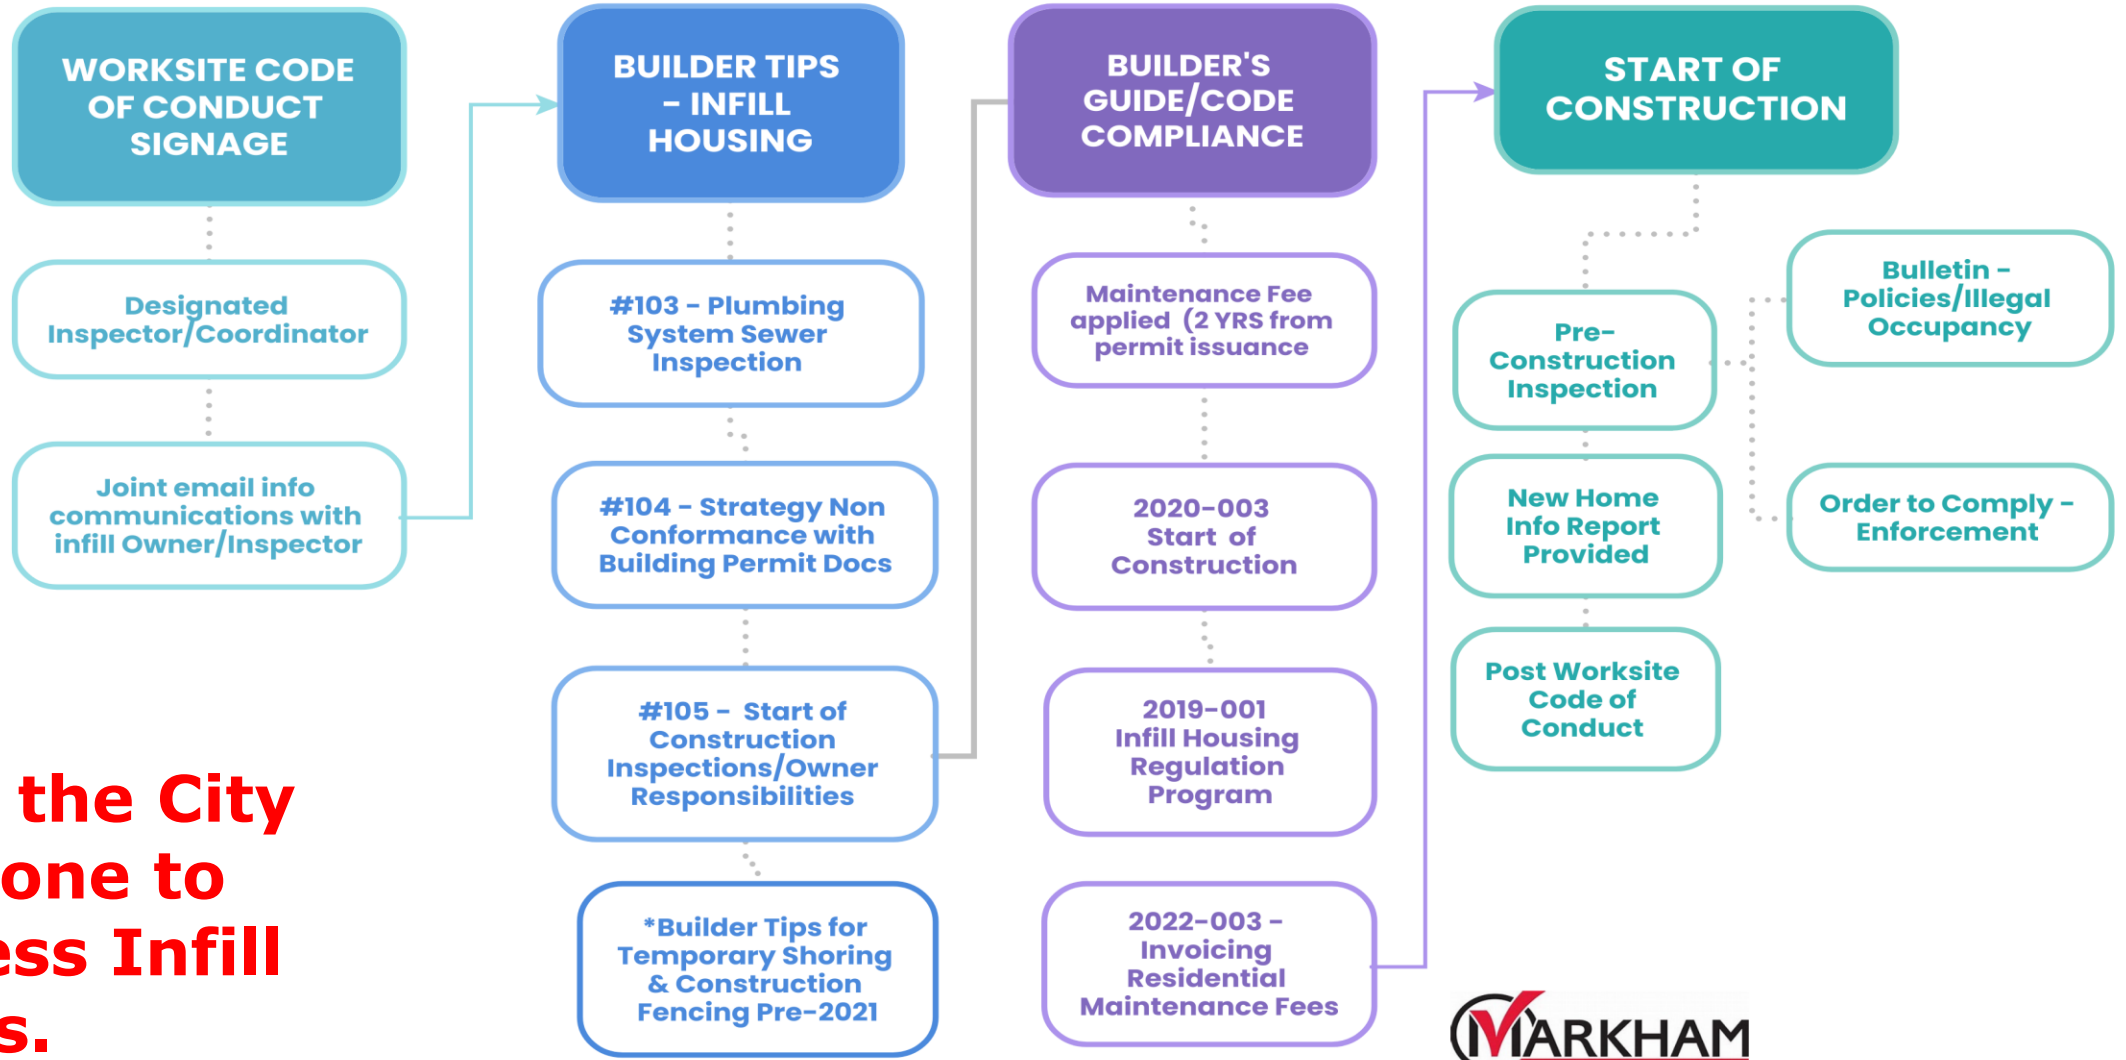 WORKSITE CODE
OF CONDUCT
SIGNAGE
Designated
Inspector/Coordinator
Joint email info
communications with
infill Owner/Inspector
BUILDER TIPS
- INFILL
HOUSING
#103 - Plumbing
System Sewer
Inspection
#104 - Strategy Non
Conformance with
Building Permit Docs
#105 - Start of
Construction
Inspections/Owner
Responsibilities
*Builder Tips for
Temporary Shoring
& Construction
Fencing Pre-2021
BUILDER'S
GUIDE/CODE
COMPLIANCE
Maintenance Fee
applied (2 YRS from
permit issuance
2020-003
Start of
Construction
2019-001
Infill Housing
Regulation
Program
2022-003 -
Invoicing
Residential
Maintenance Fees
START OF
CONSTRUCTION
Pre-
Construction
Inspection
New Home
Info Report
Provided
Post Worksite
Code of
Conduct
Bulletin -
Policies/Illegal
Occupancy
Order to Comply -
Enforcement
the City
one to
ess Infill
s.
MARKHAM